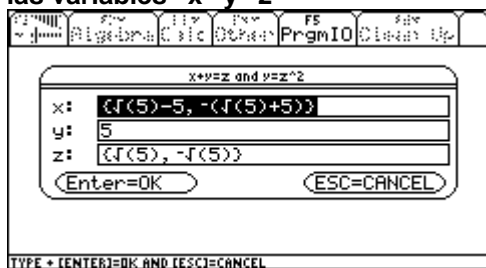 las variables "x" "y" "z"
Algebra Calc Other PrgmIO Clean Up
F5
x+y=z and y=z^2
x: {√(5)-5, -(√(5)+5)}
y: 5
z: {√(5), -√(5)}
Enter=OK ESC=CANCEL
TYPE + [ENTER]=OK AND [ESC]=CANCEL